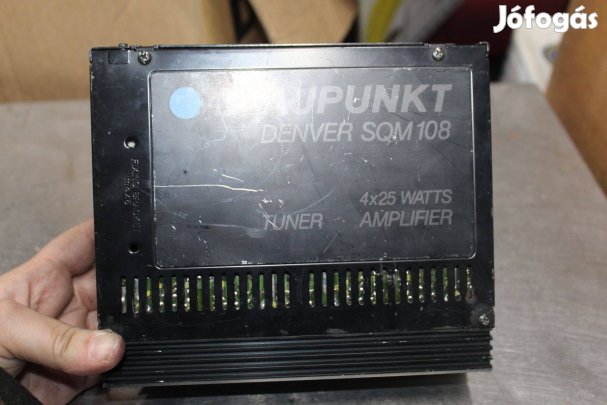 Jófogás
AUPUNKT
DENVER SQM 108
4x25 WATTS
TUNER AMPLIFIER